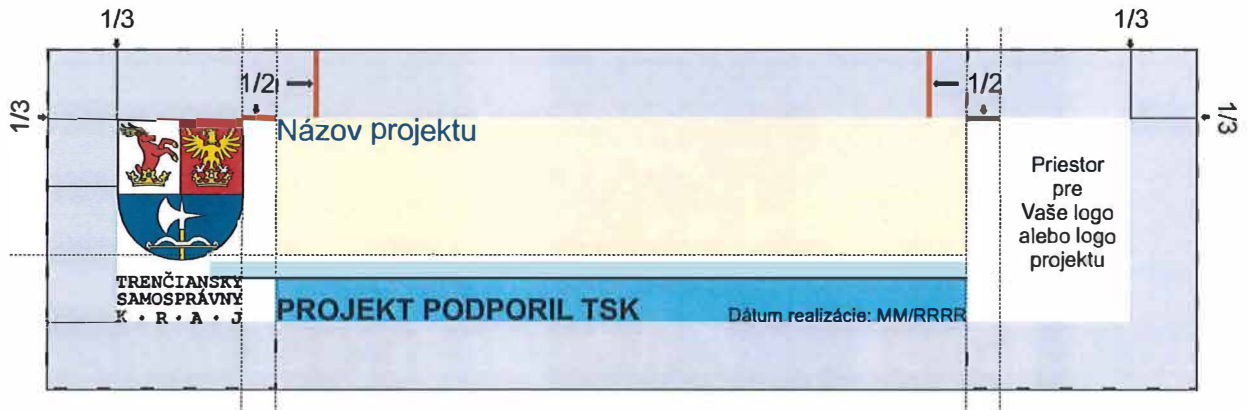 1/3
1/3
1/2
1/2
1/3
1/3
Názov projektu
Priestor
pre
Vaše logo
alebo logo
projektu
TRENČIANSKY
SAMOSPRÁVNY
K · R · A · J
PROJEKT PODPORIL TSK
Dátum realizácie: MM/RRRR